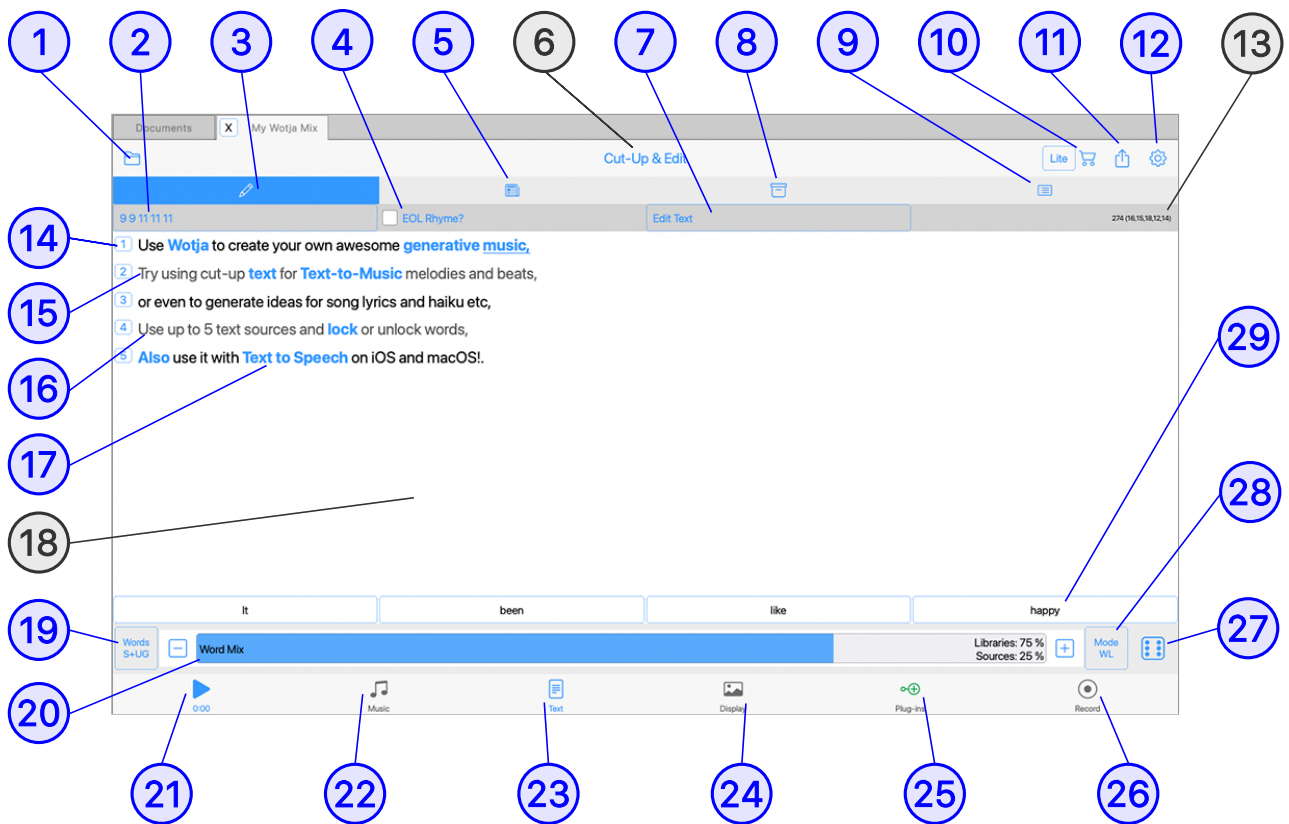 1 2 3 4 5 6 7 8 9 10 11 12 13
Documents X My Wotja Mix
Cut-Up & Edit Lite
9 9 11 11 11 EOL Rhyme? Edit Text 274 (16,15,18,12,14)
14
1 Use Wotja to create your own awesome generative music,
2 Try using cut-up text for Text-to-Music melodies and beats,
15
3 or even to generate ideas for song lyrics and haiku etc,
4 Use up to 5 text sources and lock or unlock words,
29
5 Also use it with Text to Speech on iOS and macOS!.
16
17
28
18
It been like happy
19
Words
S+UG
Word Mix
Libraries: 75 %
Sources: 25 %
Mode
WL
27
20
0:00 Music Text Display Plug-ins Record
21 22 23 24 25 26